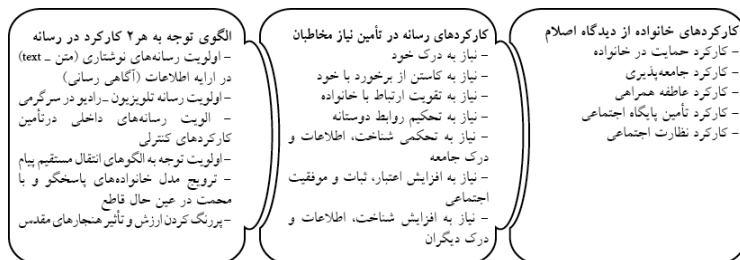 کارکردهای خانواده از دیدگاه اصلام
– کارکرد حمایت در خانواده
– کارکرد جامعه‌پذیری
– کارکرد عاطفه همراهی
– کارکرد تأمین پایگاه اجتماعی
– کارکرد نظارت اجتماعی
کارکردهای رسانه در تأمین نیاز مخاطبان
– نیاز به درک خود
– نیاز به کاستن از برخورد با خود
– نیاز به تقویت ارتباط با خانواده
– نیاز به تحکیم روابط دوستانه
– نیاز به تحکمی شناخت، اطلاعات و
درک جامعه
– نیاز به افزایش اعتبار، ثبات و موفقیت
اجتماعی
– نیاز به افزایش شناخت، اطلاعات و
درک دیگران
الگوی توجه به هر۲ کارکرد در رسانه
– اولویت رسانه‌های نوشتاری (متن – text)
در ارایه اطلاعات (آگاهی رسانی)
– اولویت رسانه تلویزیون –رادیو در سرگرمی
– الویت رسانه‌های داخلی درتأمین
کارکردهای کنترلی
–اولویت توجه به الگوهای انتقال مستقیم پیام
– ترویج مدل خانواده‌های پاسخگو و با
محمت در عین حال قاطع
–پررنگ کردن ارزش و تأثیر هنجارهای مقدس